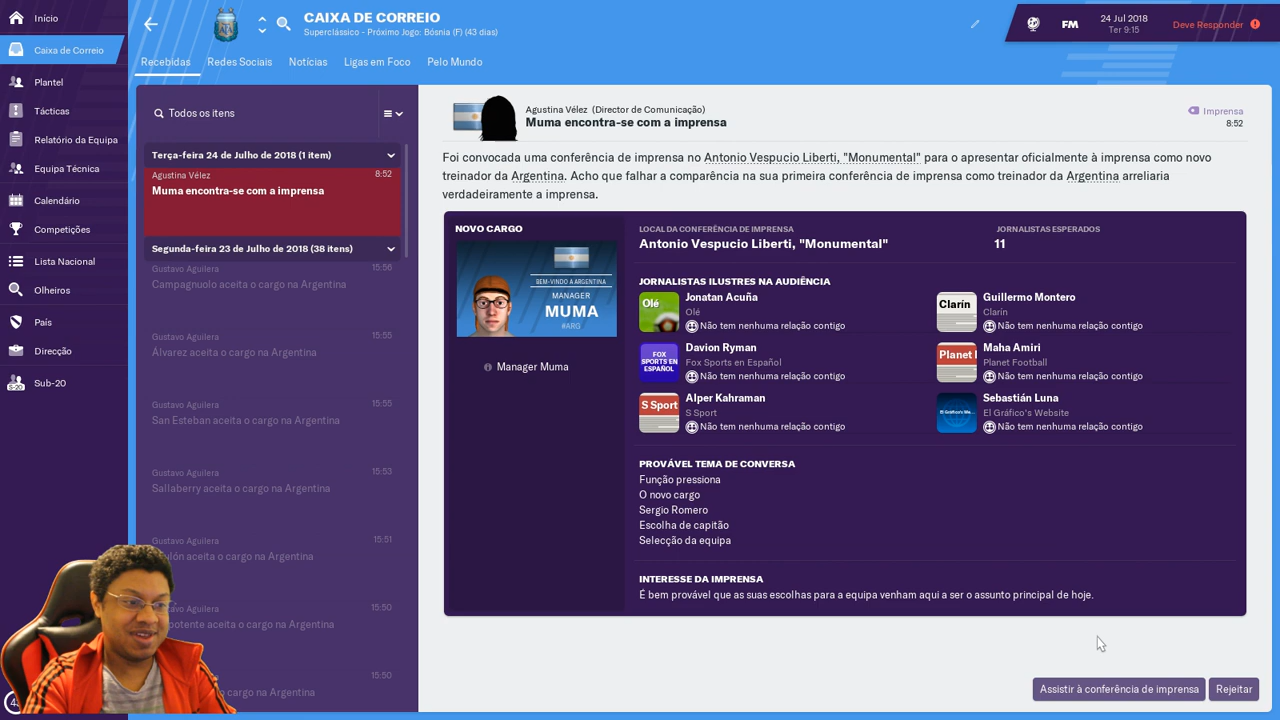 Início
Caixa de Correio
Plantel
Tácticas
Relatório da Equipa
Equipa Técnica
Calendário
Competições
Lista Nacional
Olheiros
País
Direcção
Sub-20
CAIXA DE CORREIO
Superclássico - Próximo Jogo: Bósnia (F) (43 dias)
FM
24 Jul 2018
Ter 9:15
Deve Responder
Recebidas
Redes Sociais
Notícias
Ligas em Foco
Pelo Mundo
Todos os itens
Terça-feira 24 de Julho de 2018 (1 item)
Agustina Vélez 8:52
Muma encontra-se com a imprensa
Segunda-feira 23 de Julho de 2018 (38 itens)
Gustavo Aguilera 15:56
Campagnuolo aceita o cargo na Argentina
Gustavo Aguilera 15:55
Álvarez aceita o cargo na Argentina
Gustavo Aguilera 15:55
San Esteban aceita o cargo na Argentina
Gustavo Aguilera 15:53
Sallaberry aceita o cargo na Argentina
Gustavo Aguilera 15:51
aceita o cargo na Argentina
Aguilera 15:50
aceita o cargo na Argentina
15:50
o cargo na Argentina
Agustina Vélez (Director de Comunicação)
Muma encontra-se com a imprensa
Imprensa
8:52
Foi convocada uma conferência de imprensa no Antonio Vespucio Liberti, "Monumental" para o apresentar oficialmente à imprensa como novo
treinador da Argentina. Acho que falhar a comparência na sua primeira conferência de imprensa como treinador da Argentina arreliaria
verdadeiramente a imprensa.
NOVO CARGO
BEM-VINDO A ARGENTINA
MANAGER
MUMA
#ARG
Manager Muma
LOCAL DA CONFERÊNCIA DE IMPRENSA
Antonio Vespucio Liberti, "Monumental"
JORNALISTAS ESPERADOS
11
JORNALISTAS ILUSTRES NA AUDIÊNCIA
Olé
Jonatan Acuña
Olé
Não tem nenhuma relação contigo
Clarín
Guillermo Montero
Clarín
Não tem nenhuma relação contigo
FOX
SPORTS EN
ESPAÑOL
Davion Ryman
Fox Sports en Español
Não tem nenhuma relação contigo
Planet
Maha Amiri
Planet Football
Não tem nenhuma relação contigo
S Sport
Alper Kahraman
S Sport
Não tem nenhuma relação contigo
El Gráfico's We...
Sebastián Luna
El Gráfico's Website
Não tem nenhuma relação contigo
PROVÁVEL TEMA DE CONVERSA
Função pressiona
O novo cargo
Sergio Romero
Escolha de capitão
Selecção da equipa
INTERESSE DA IMPRENSA
É bem provável que as suas escolhas para a equipa venham aqui a ser o assunto principal de hoje.
Assistir à conferência de imprensa
Rejeitar